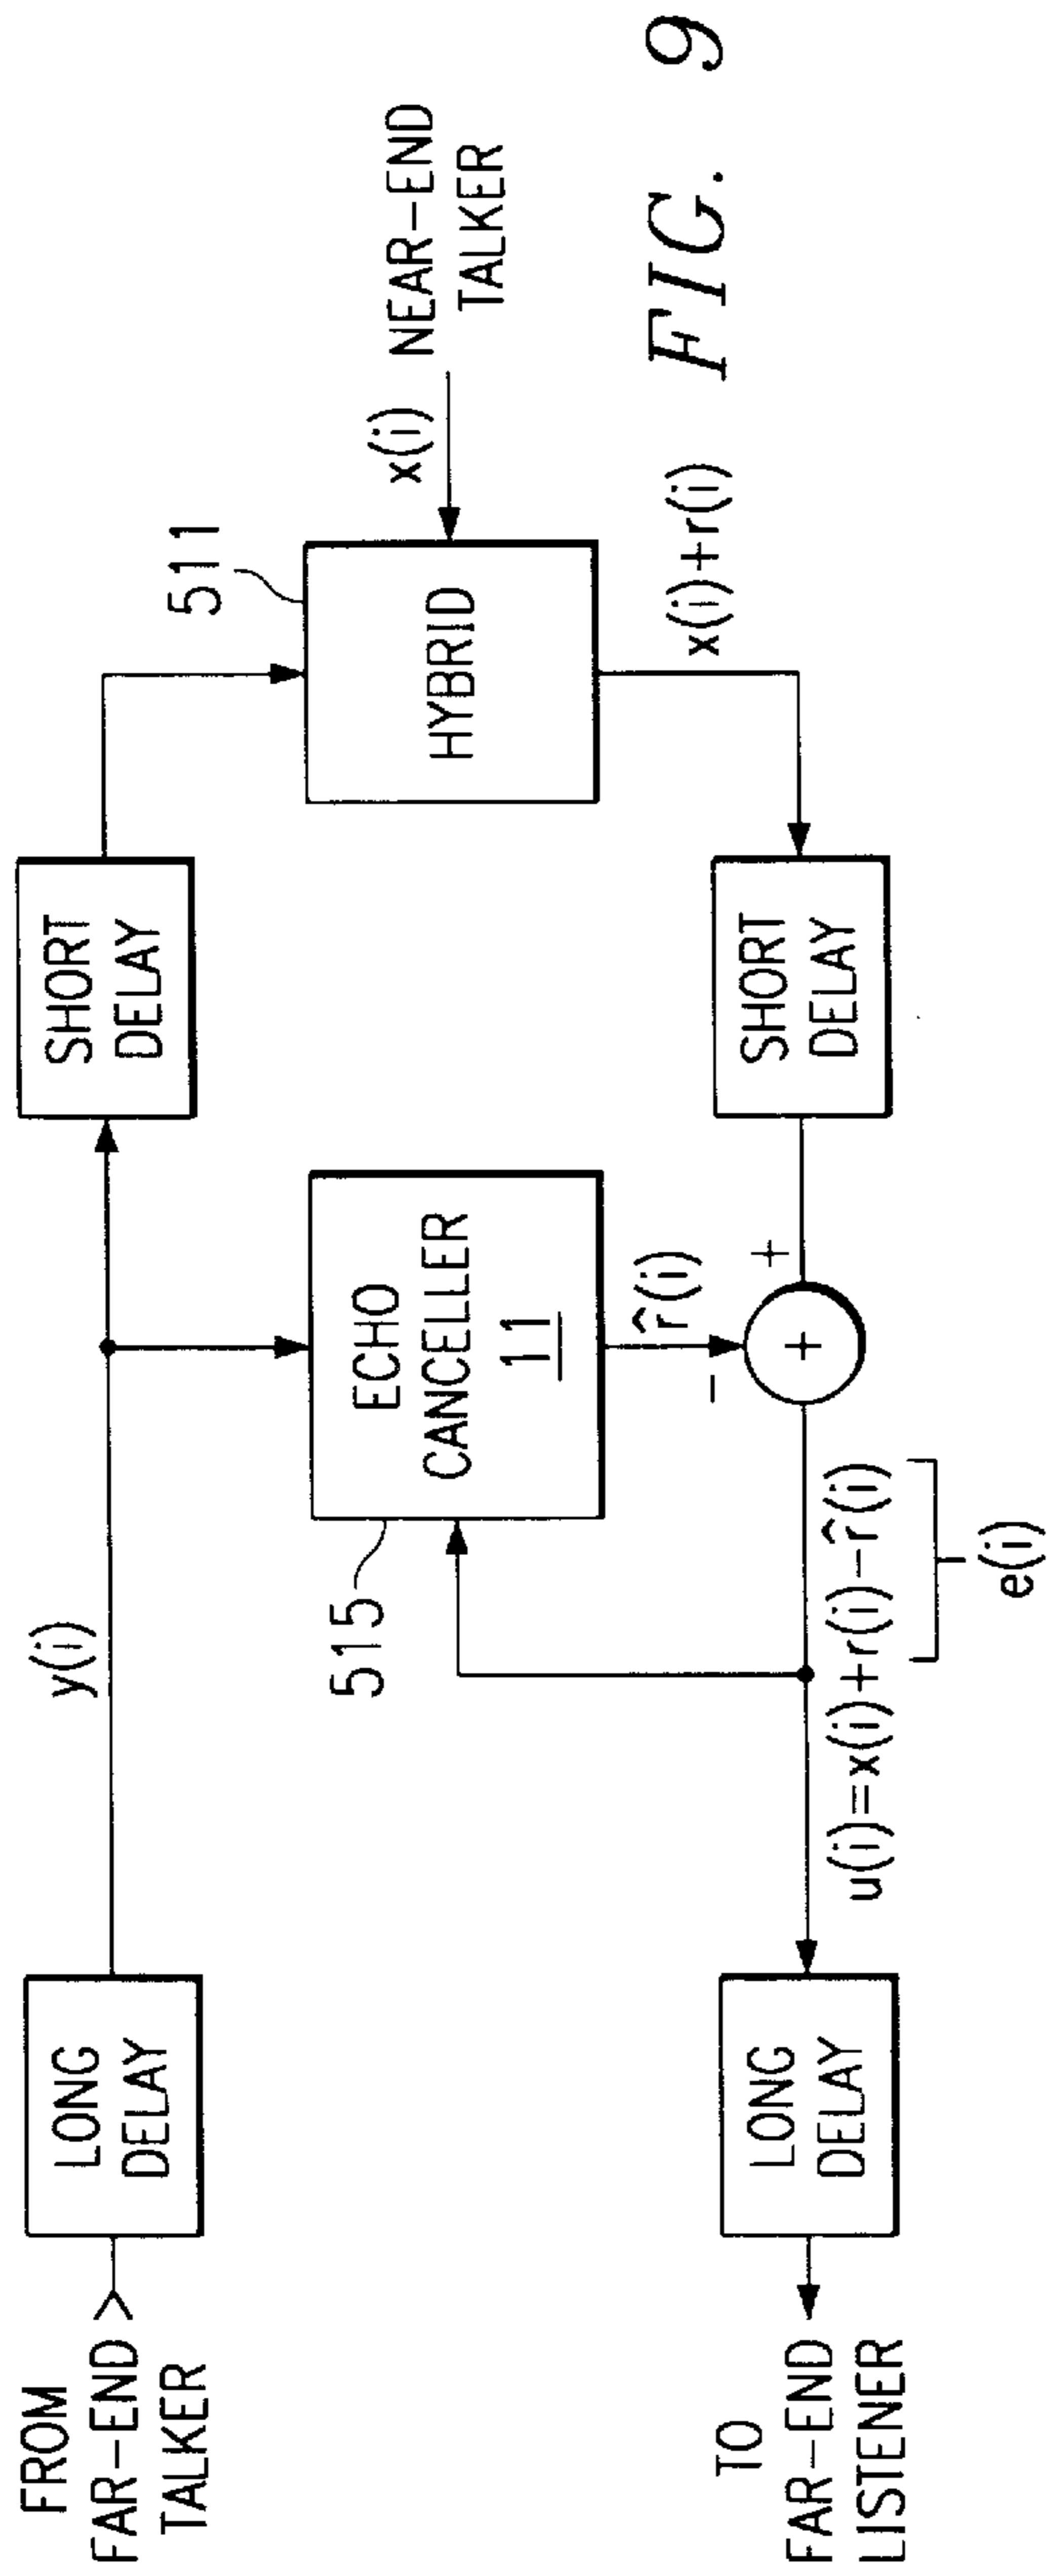 FROM
FAR-END
TALKER
LONG
DELAY
y(i)
SHORT
DELAY
511
HYBRID
x(i)
NEAR-END
TALKER
515
ECHO
CANCELLER
11
r̂(i)
-
+
+
x(i)+r(i)
SHORT
DELAY
u(i)=x(i)+r(i)-r̂(i)
e(i)
LONG
DELAY
TO
FAR-END
LISTENER
FIG. 9